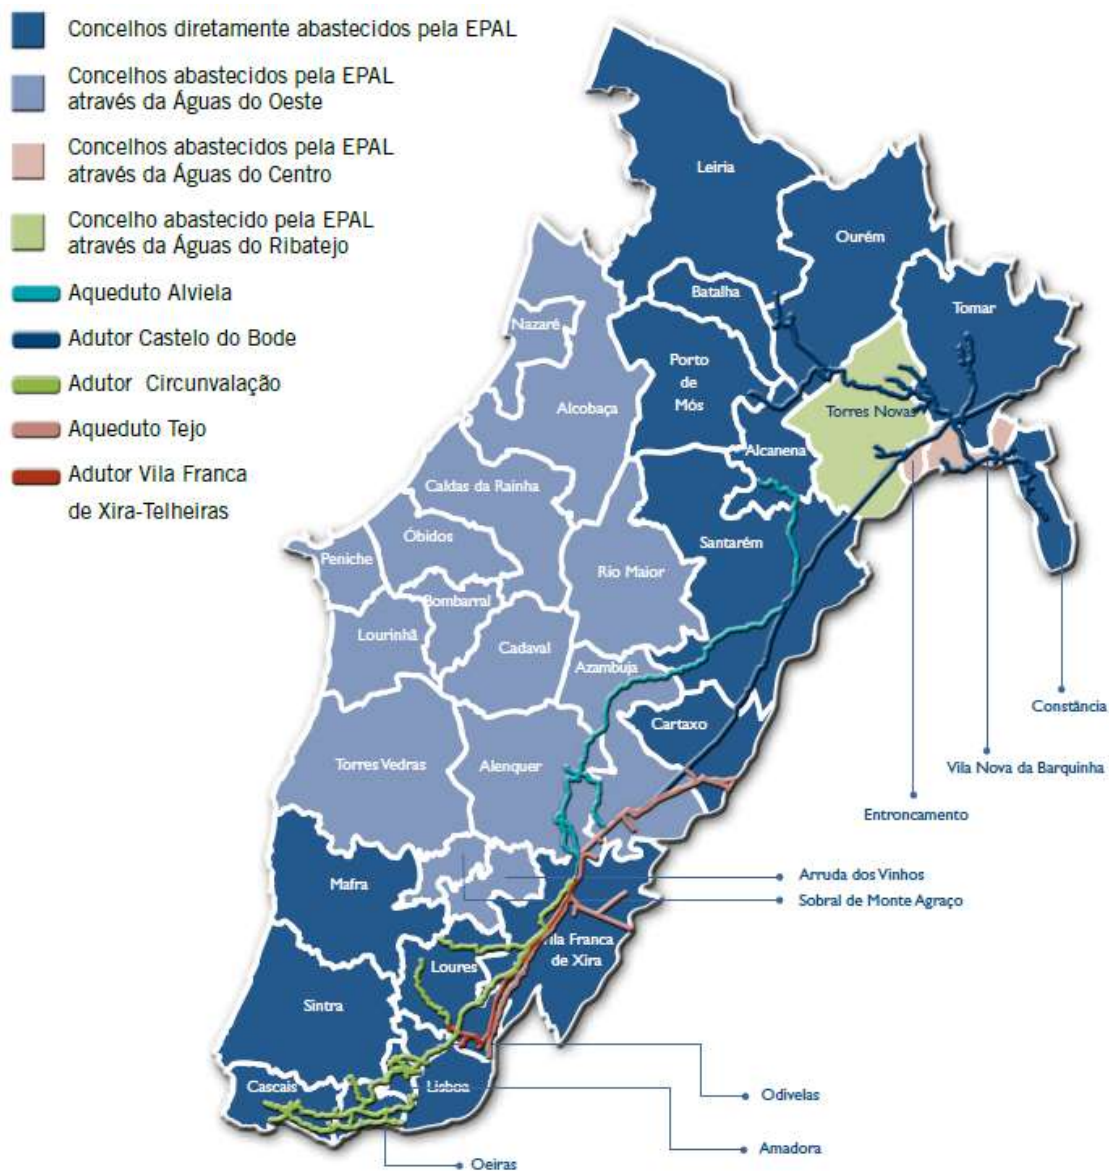 Concelhos diretamente abastecidos pela EPAL
Concelhos abastecidos pela EPAL
através da Águas do Oeste
Concelhos abastecidos pela EPAL
através da Águas do Centro
Concelho abastecido pela EPAL
através da Águas do Ribatejo
Aqueduto Alviela
Adutor Castelo do Bode
Adutor Circunvalação
Aqueduto Tejo
Adutor Vila Franca
de Xira-Telheiras
Leiria
Ourém
Batalha
Tomar
Nazaré
Porto
de
Mós
Alcobaça
Torres Novas
Alcanena
Caldas da Rainha
Óbidos
Santarém
Peniche
Rio Maior
Bombarral
Lourinhã
Cadaval
Azambuja
Constância
Cartaxo
Torres Vedras
Alenquer
Vila Nova da Barquinha
Entroncamento
Arruda dos Vinhos
Mafra
Sobral de Monte Agraço
Vila Franca
de Xira
Loures
Sintra
Cascais
Lisboa
Odivelas
Amadora
Oeiras